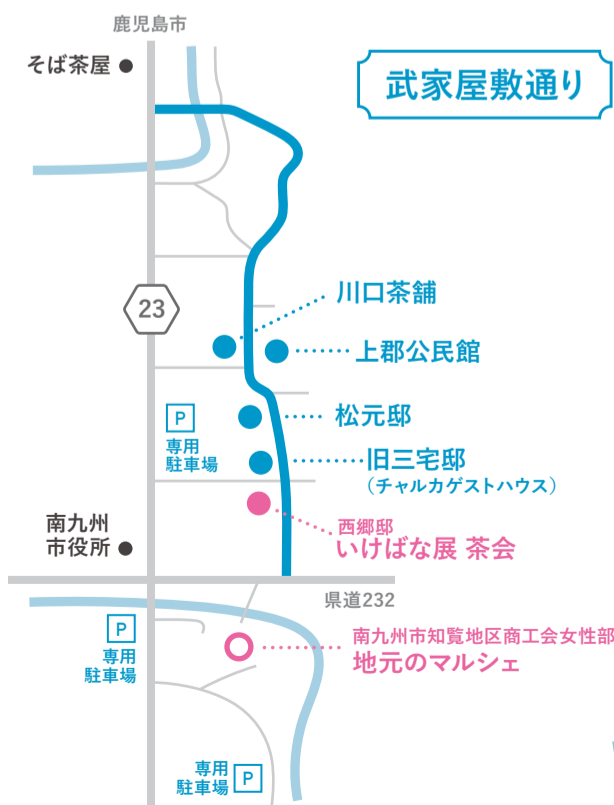 鹿児島市
そば茶屋
武家屋敷通り
川口茶舗
23
上郡公民館
松元邸
P
専用
駐車場
旧三宅邸
（チャルカゲストハウス）
西郷邸
いけばな展 茶会
南九州
市役所
県道232
P
専用
駐車場
南九州市知覧地区商工会女性部
地元のマルシェ
専用
駐車場
P